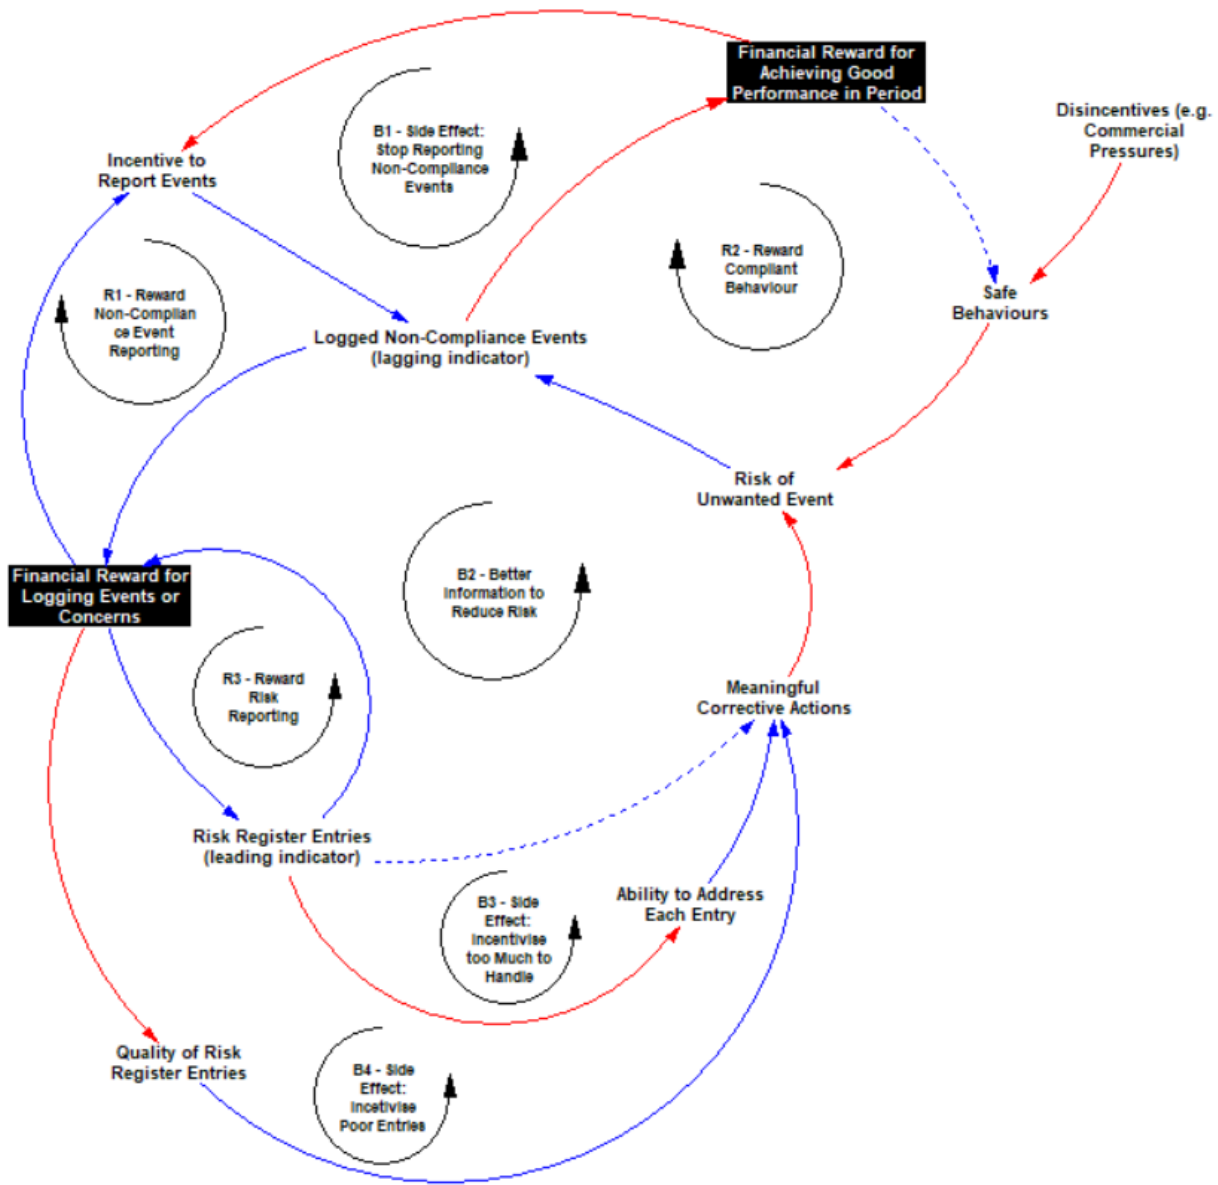 Financial Reward for
Achieving Good
Performance in Period
Disincentives (e.g.
Commercial
Pressures)
B1 - Side Effect:
Stop Reporting
Non-Compliance
Events
Incentive to
Report Events
R2 - Reward
Compliant
Behaviour
Safe
Behaviours
R1 - Reward
Non-Complian
ce Event
Reporting
Logged Non-Compliance Events
(lagging indicator)
Risk of
Unwanted Event
Financial Reward for
Logging Events or
Concerns
B2 - Better
Information to
Reduce Risk
R3 - Reward
Risk
Reporting
Meaningful
Corrective Actions
Risk Register Entries
(leading indicator)
Ability to Address
Each Entry
B3 - Side
Effect:
Incentivise
too Much to
Handle
Quality of Risk
Register Entries
B4 - Side
Effect:
Incetivise
Poor Entries